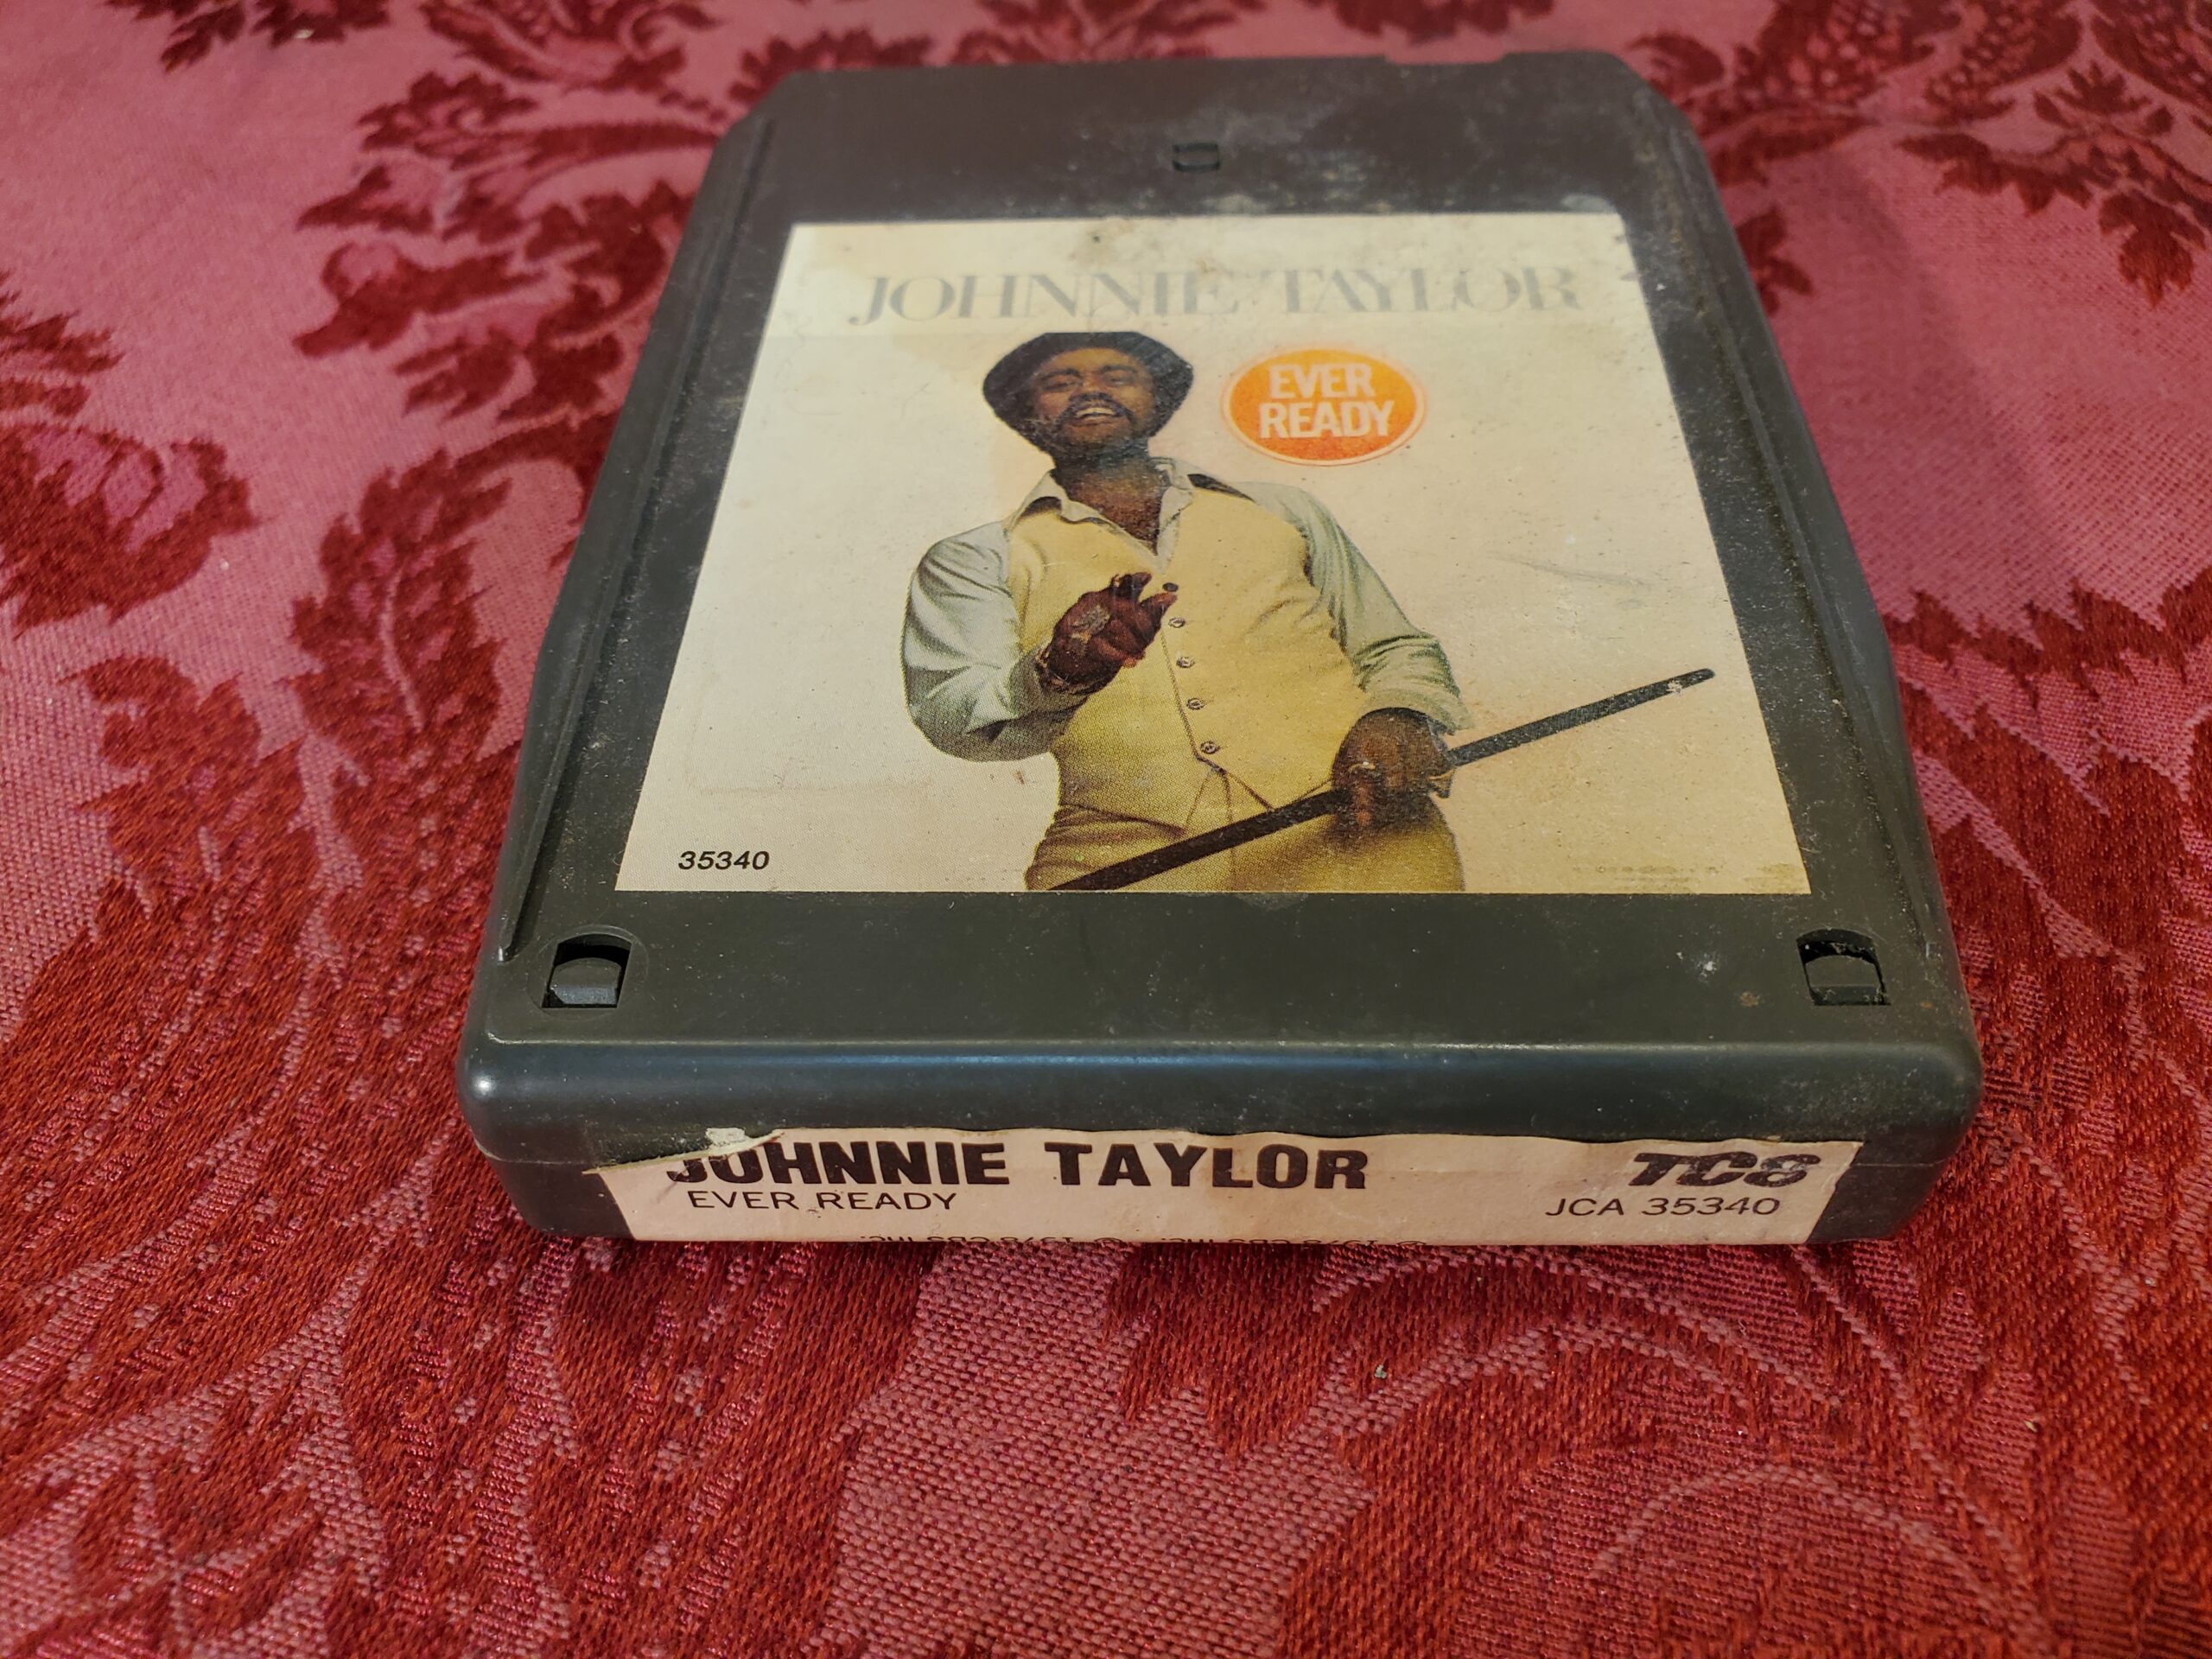 JOHNNIE TAYLOR
EVER
READY
35340
JOHNNIE TAYLOR
TC8
EVER READY
JCA 35340